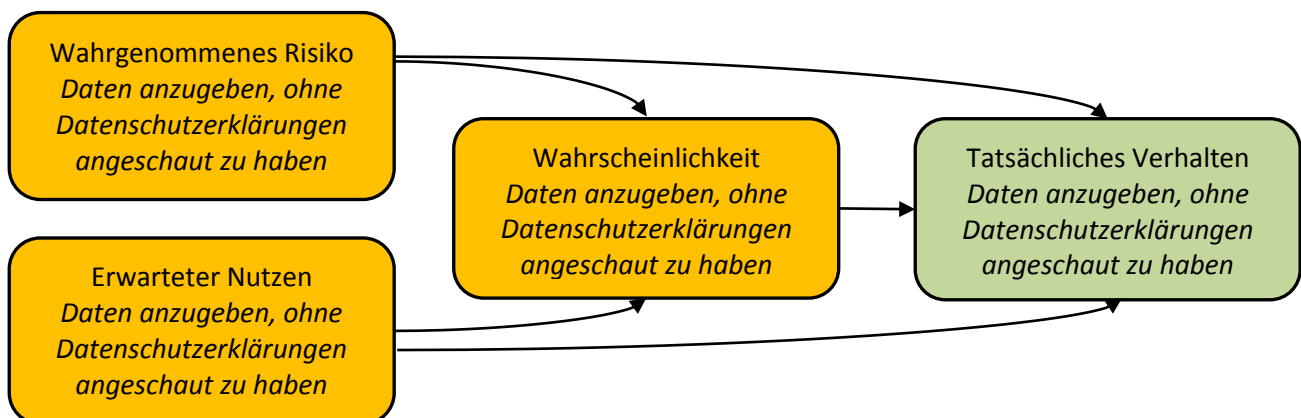 Wahrgenommenes Risiko
Daten anzugeben, ohne
Datenschutzerklärungen
angeschaut zu haben
Erwarteter Nutzen
Daten anzugeben, ohne
Datenschutzerklärungen
angeschaut zu haben
Wahrscheinlichkeit
Daten anzugeben, ohne
Datenschutzerklärungen
angeschaut zu haben
Tatsächliches Verhalten
Daten anzugeben, ohne
Datenschutzerklärungen
angeschaut zu haben